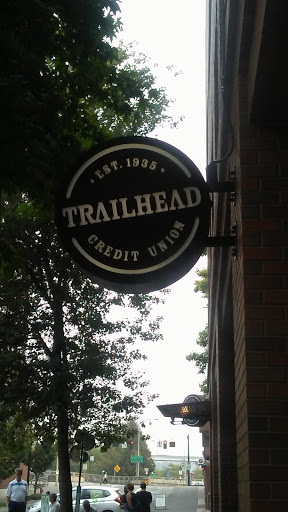 · EST. 1935 ·
TRAILHEAD
CREDIT UNION